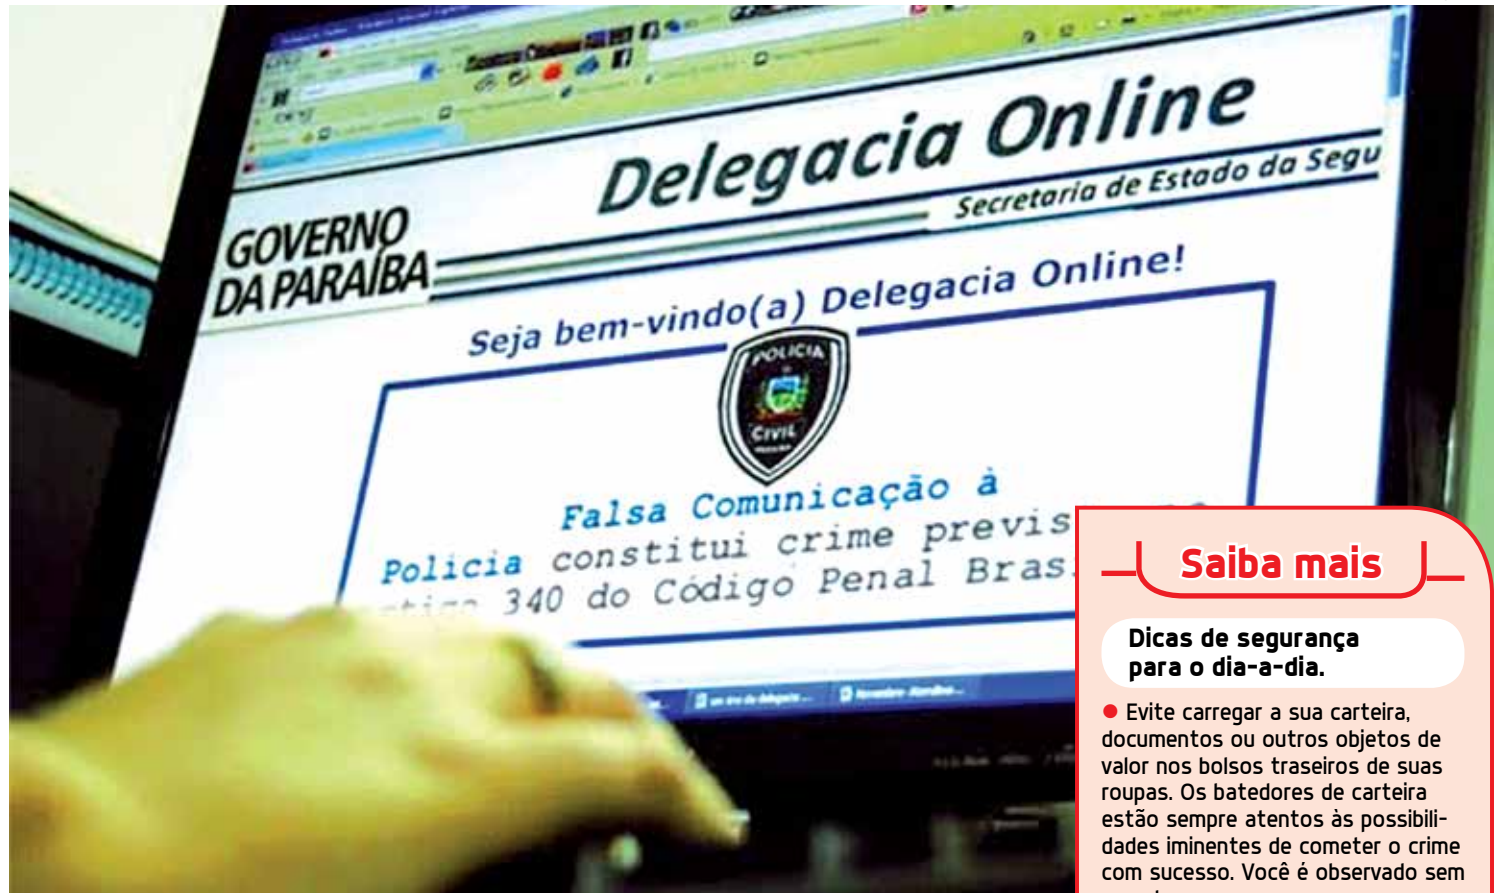 Delegacia Online
Secretaria de Estado da Segu
GOVERNO
DA PARAÍBA
Seja bem-vindo(a) Delegacia Online!
POLICIA
CIVIL
Falsa Comunicação à
Policia constitui crime previs
340 do Código Penal Bras
Saiba mais
Dicas de segurança
para o dia-a-dia.
● Evite carregar a sua carteira,
documentos ou outros objetos de
valor nos bolsos traseiros de suas
roupas. Os batedores de carteira
estão sempre atentos às possibili-
dades iminentes de cometer o crime
com sucesso. Você é observado sem